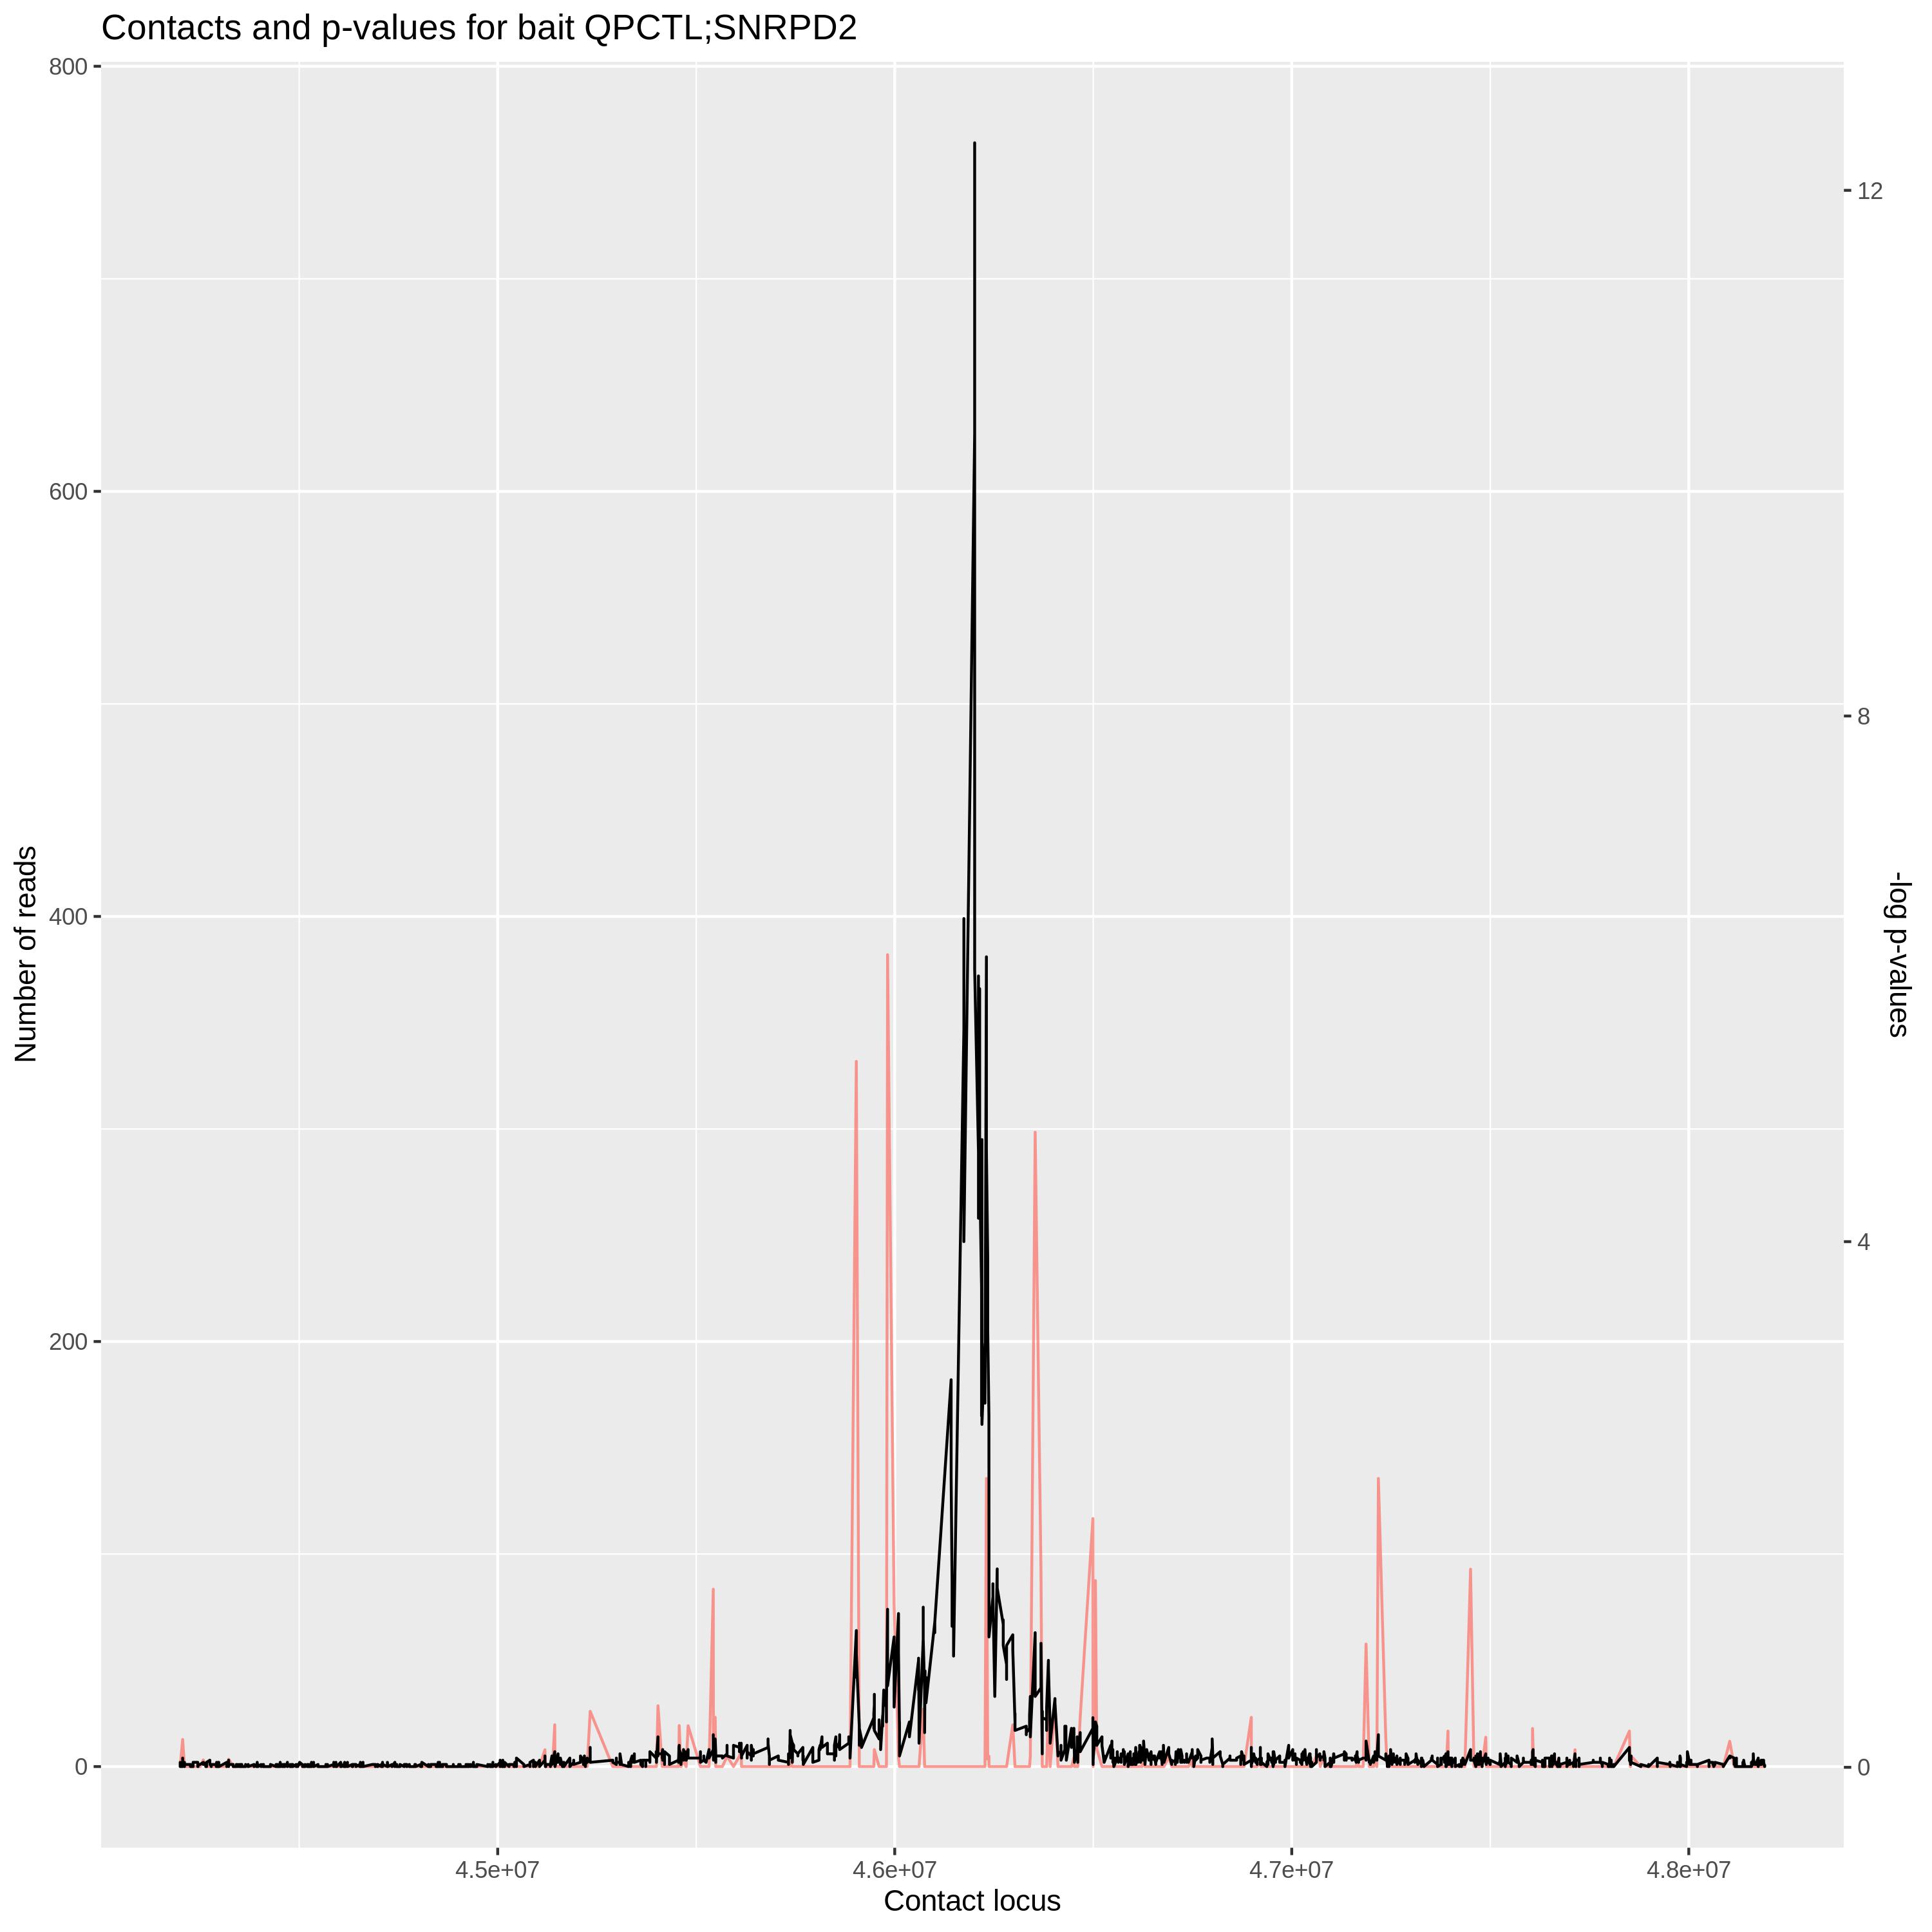 Contacts and p-values for bait QPCTL;SNRPD2
800
600
400
200
0
Number of reads
12
8
4
0
-log p-values
4.5e+07
4.6e+07
4.7e+07
4.8e+07
Contact locus